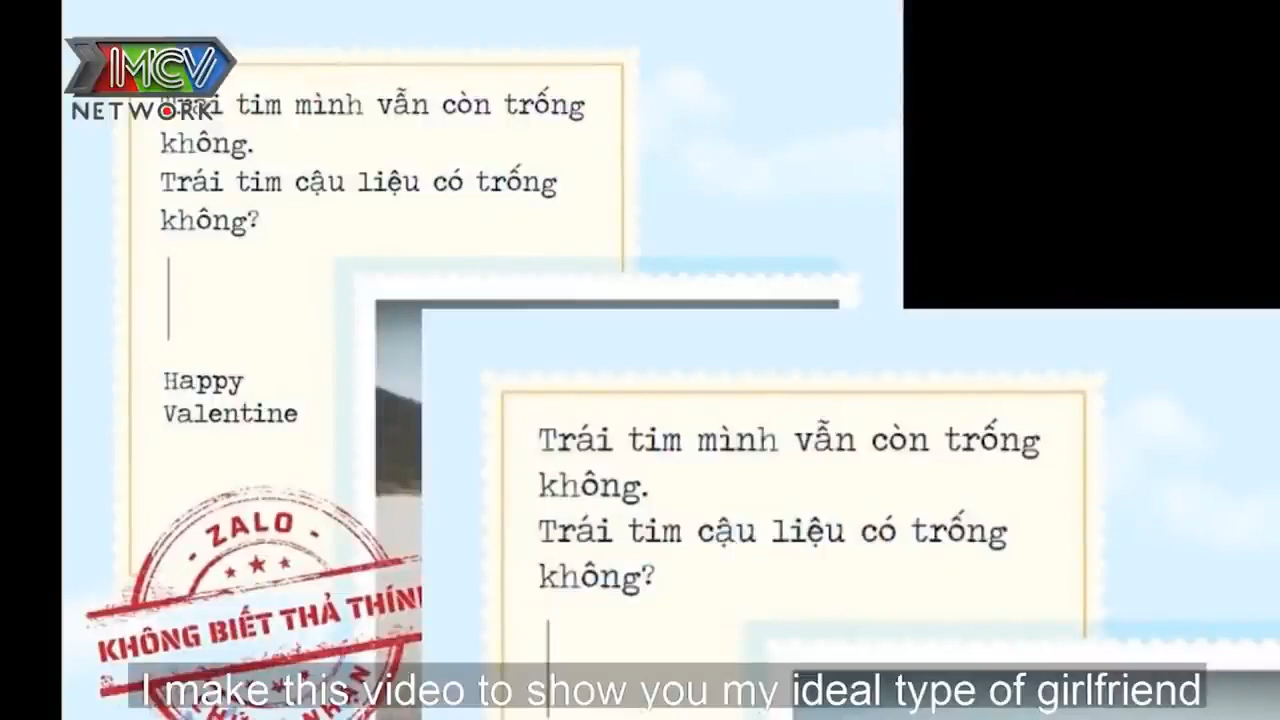 MCV
NETWORK
tim mình vẫn còn trống
không.
Trái tim cậu liệu có trống
không?
Happy
Valentine
- ZALO -
KHÔNG BIẾT THẢ THÍN
Trái tim mình vẫn còn trống
không.
Trái tim cậu liệu có trống
không?
I make this video to show you my ideal type of girlfriend